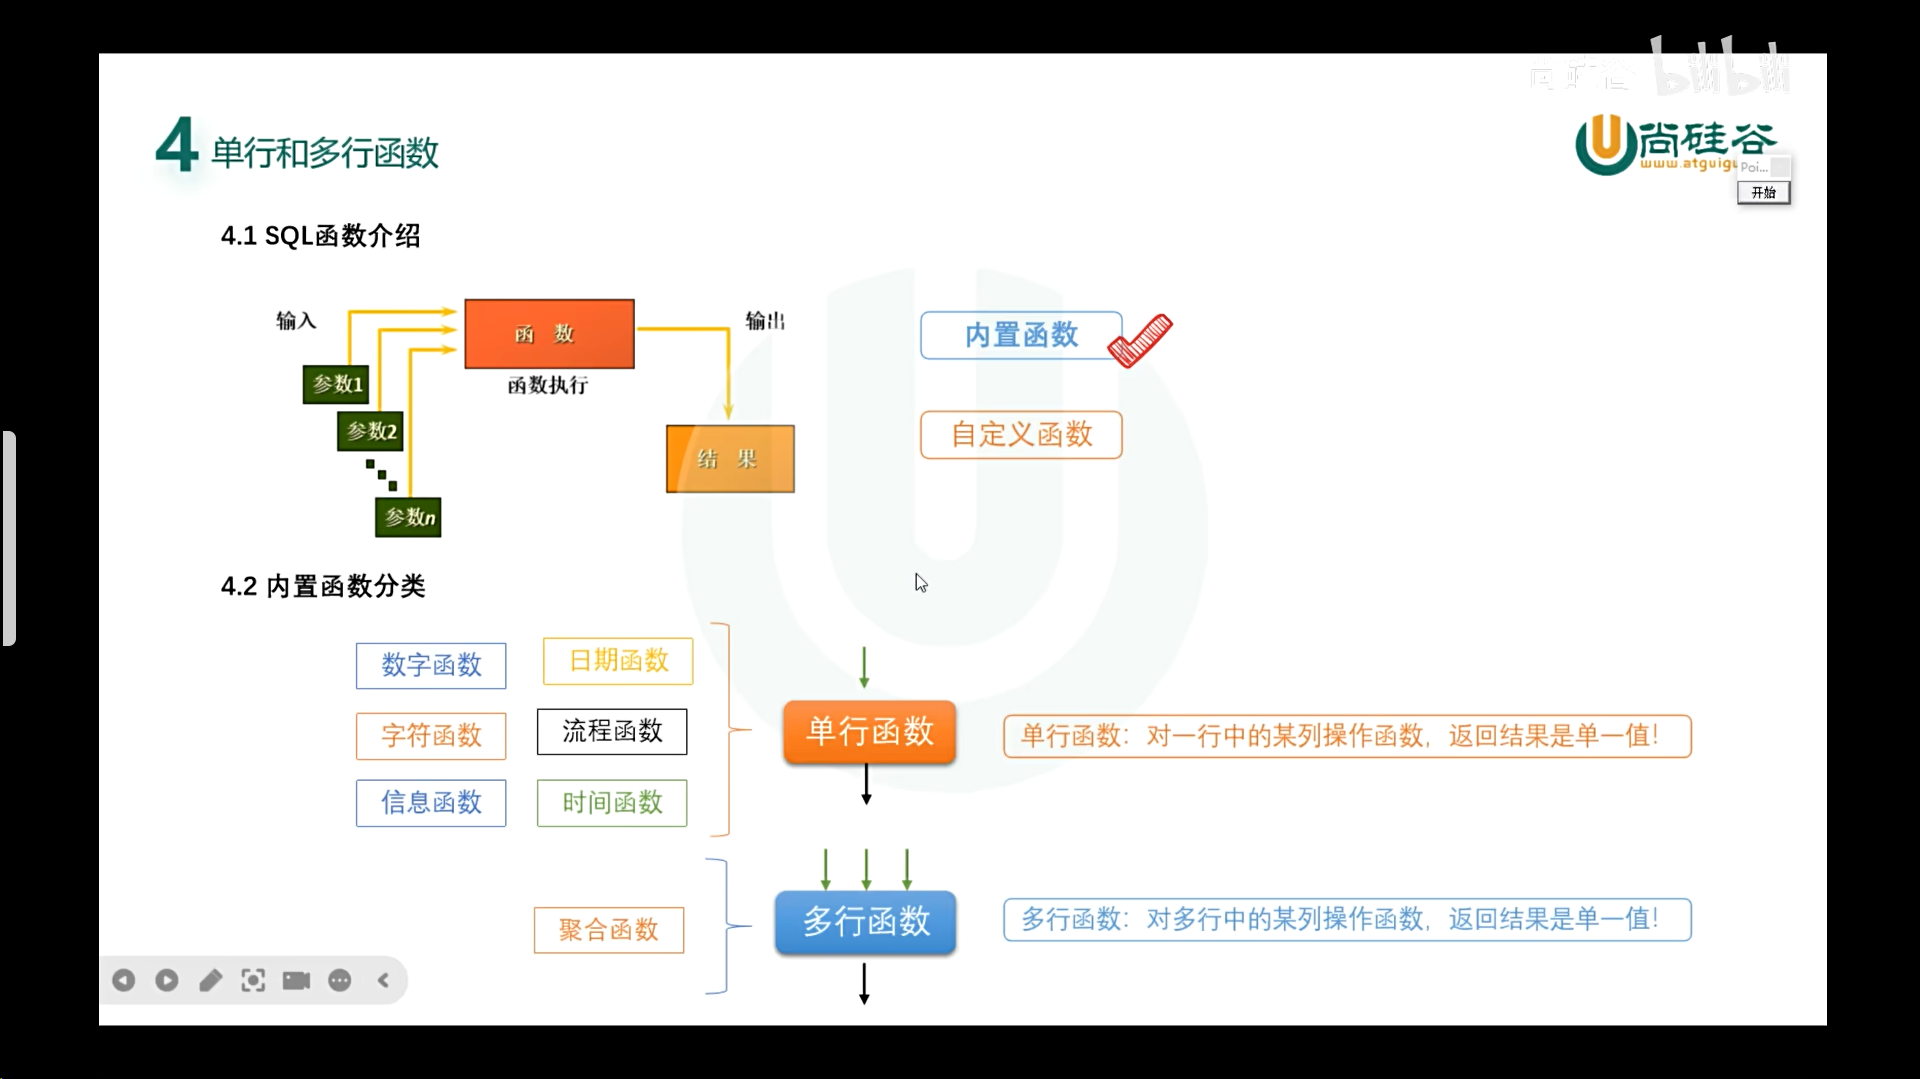 尚硅谷 bilibili
4 单行和多行函数
尚硅谷
www.atguigu
Poi...
开始
4.1 SQL函数介绍
输入
函 数
输出
函数执行
参数1
参数2
参数n
结 果
内置函数
自定义函数
4.2 内置函数分类
数字函数
日期函数
字符函数
流程函数
信息函数
时间函数
单行函数
单行函数：对一行中的某列操作函数，返回结果是单一值！
聚合函数
多行函数
多行函数：对多行中的某列操作函数，返回结果是单一值！